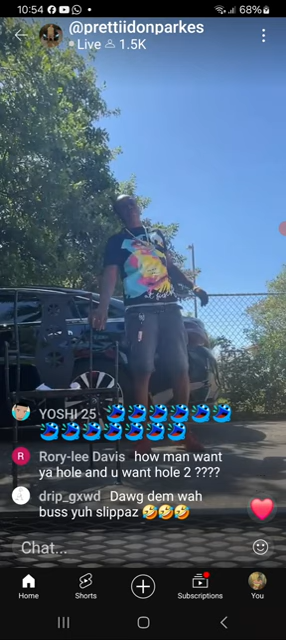 10:54
68%
@prettiidonparkes
Live 1.5K
YOSHI 25
R Rory-lee Davis how man want
ya hole and u want hole 2 ????
drip_gxwd Dawg dem wah
buss yuh slippaz 🤣🤣🤣
Chat...
Home Shorts Subscriptions You